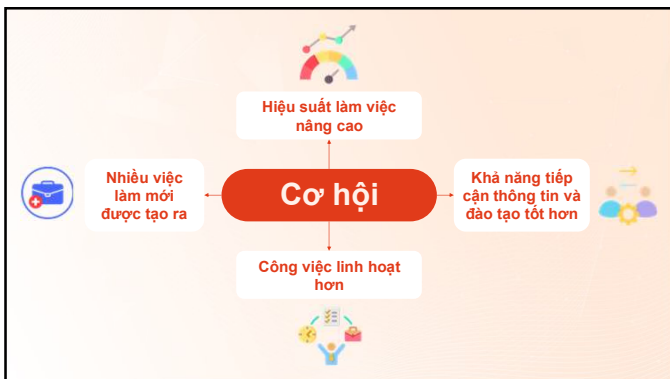 Hiệu suất làm việc
nâng cao
Nhiều việc
làm mới
được tạo ra
Cơ hội
Khả năng tiếp
cận thông tin và
đào tạo tốt hơn
Công việc linh hoạt
hơn